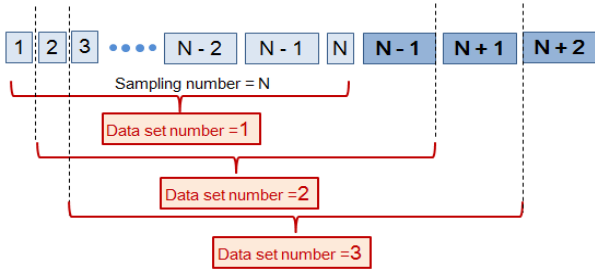 1 2 3 N - 2 N - 1 N N - 1 N + 1 N + 2
Sampling number = N
Data set number =1
Data set number =2
Data set number =3